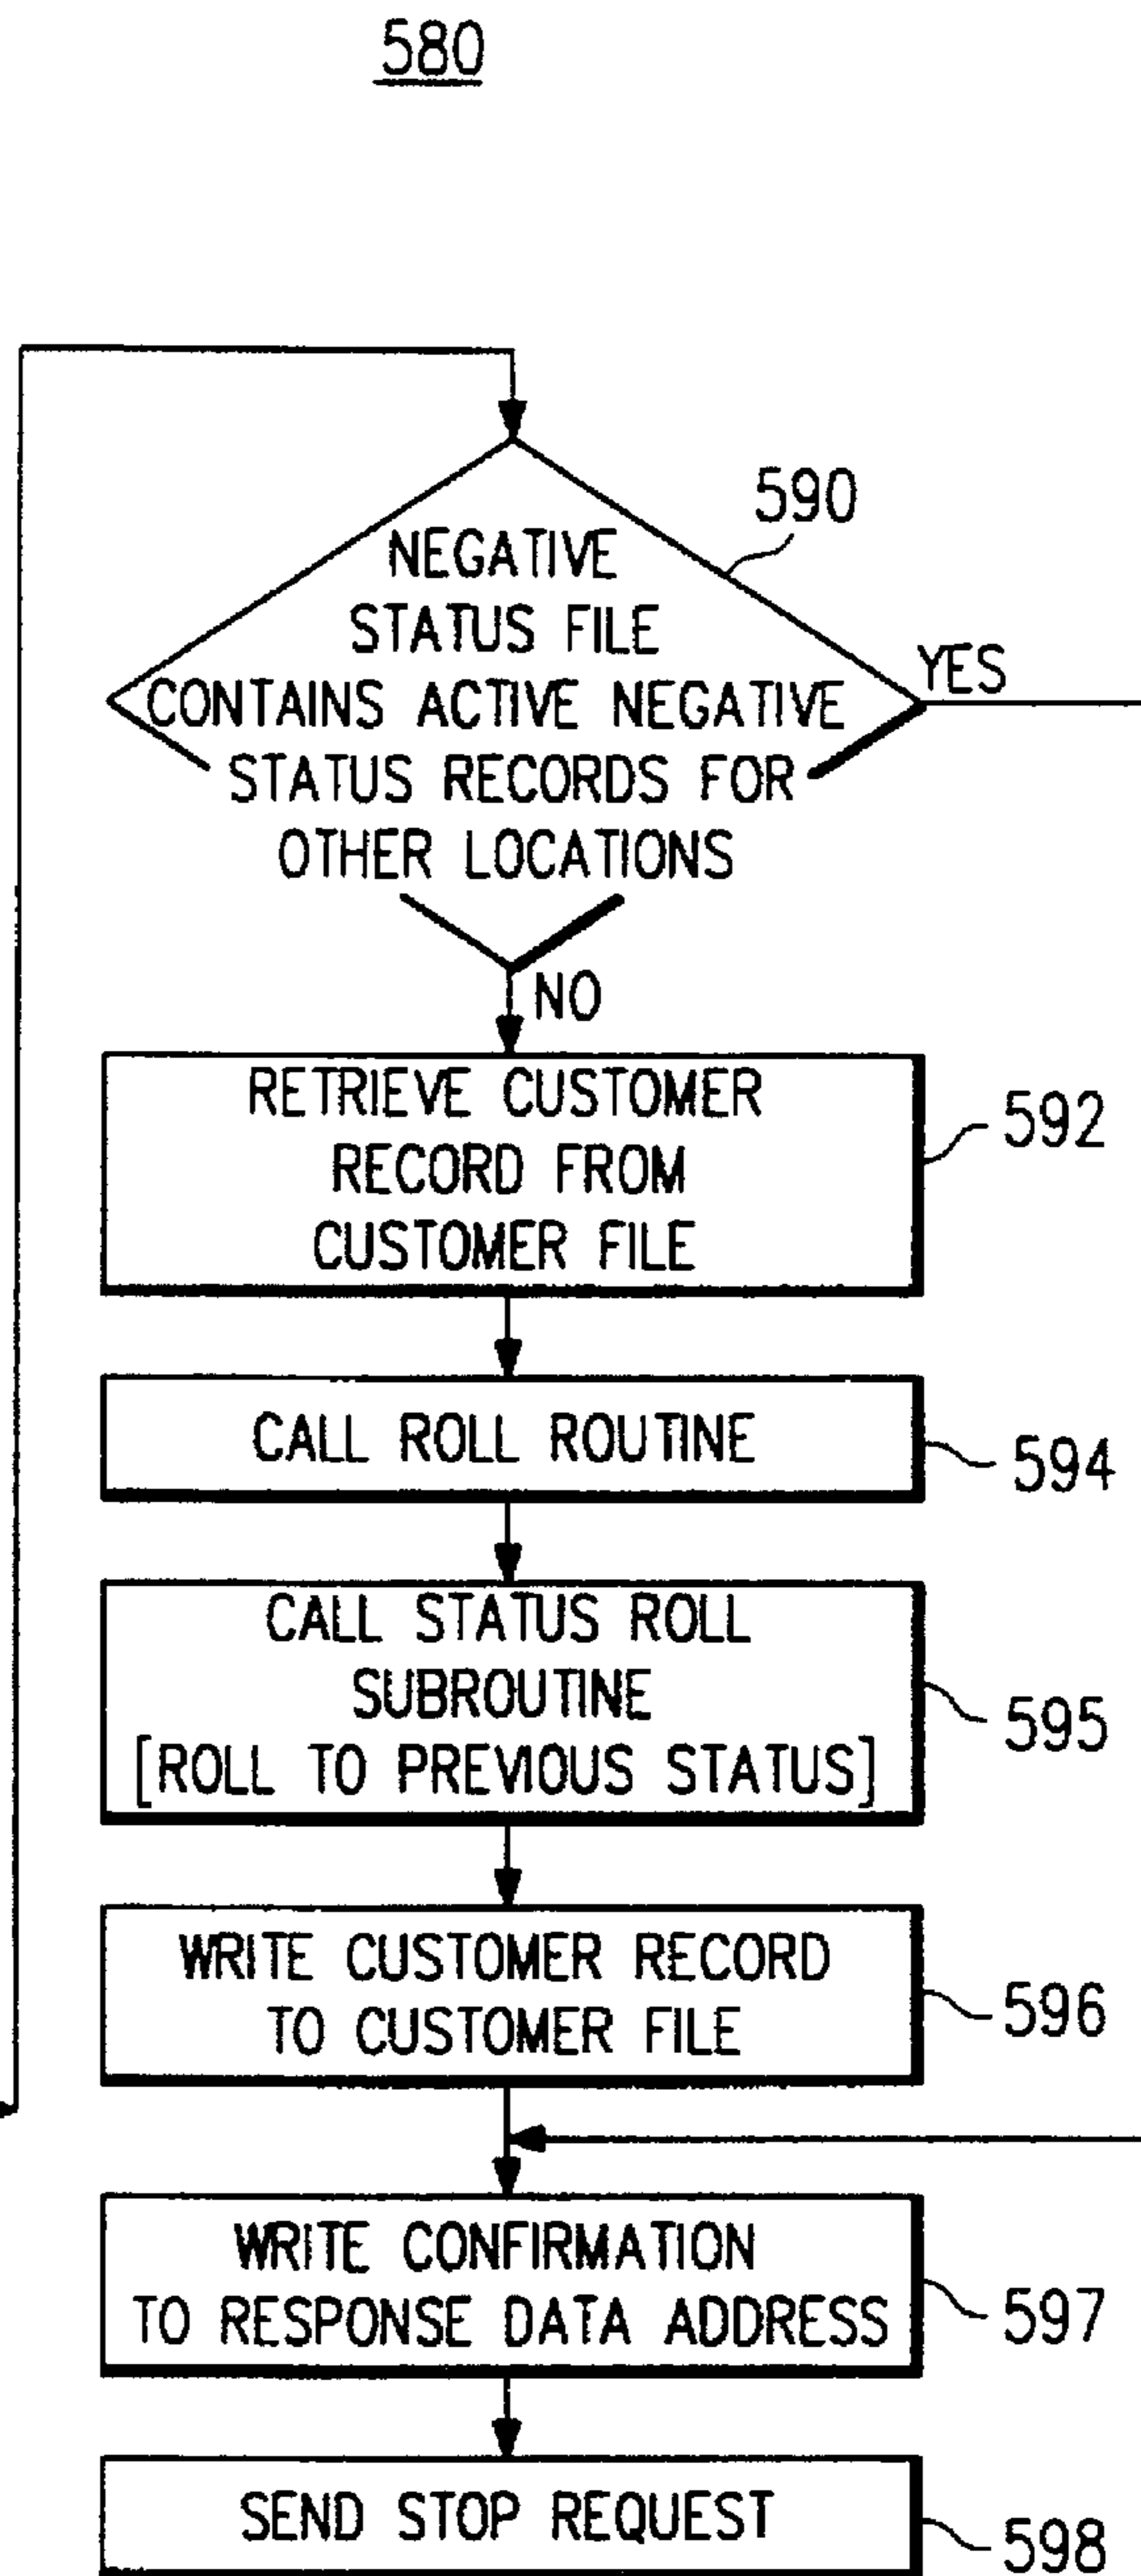 580
590
NEGATIVE
STATUS FILE
CONTAINS ACTIVE NEGATIVE
STATUS RECORDS FOR
OTHER LOCATIONS
YES
NO
RETRIEVE CUSTOMER
RECORD FROM
CUSTOMER FILE
592
CALL ROLL ROUTINE
594
CALL STATUS ROLL
SUBROUTINE
[ROLL TO PREVIOUS STATUS]
595
WRITE CUSTOMER RECORD
TO CUSTOMER FILE
596
WRITE CONFIRMATION
TO RESPONSE DATA ADDRESS
597
SEND STOP REQUEST
598